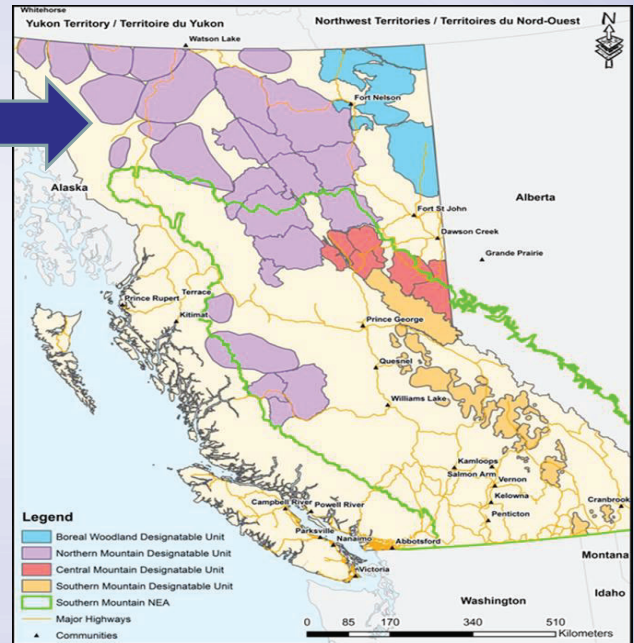 Whitehorse
Yukon Territory / Territoire du Yukon
Northwest Territories / Territoires du Nord-Ouest
N
Watson Lake
Fort Nelson
Alaska
Alberta
Fort St John
Dawson Creek
Grande Prairie
Terrace
Prince Rupert
Kitimat
Prince George
Quesnel
Williams Lake
Kamloops
Salmon Arm
Vernon
Kelowna
Cranbrook
Penticton
Campbell River
Powell River
Parksville
Nanaimo
Abbotsford
Victoria
Montana
Idaho
Washington
Legend
Boreal Woodland Designatable Unit
Northern Mountain Designatable Unit
Central Mountain Designatable Unit
Southern Mountain Designatable Unit
Southern Mountain NEA
Major Highways
Communities
0 85 170 340 510
Kilometers